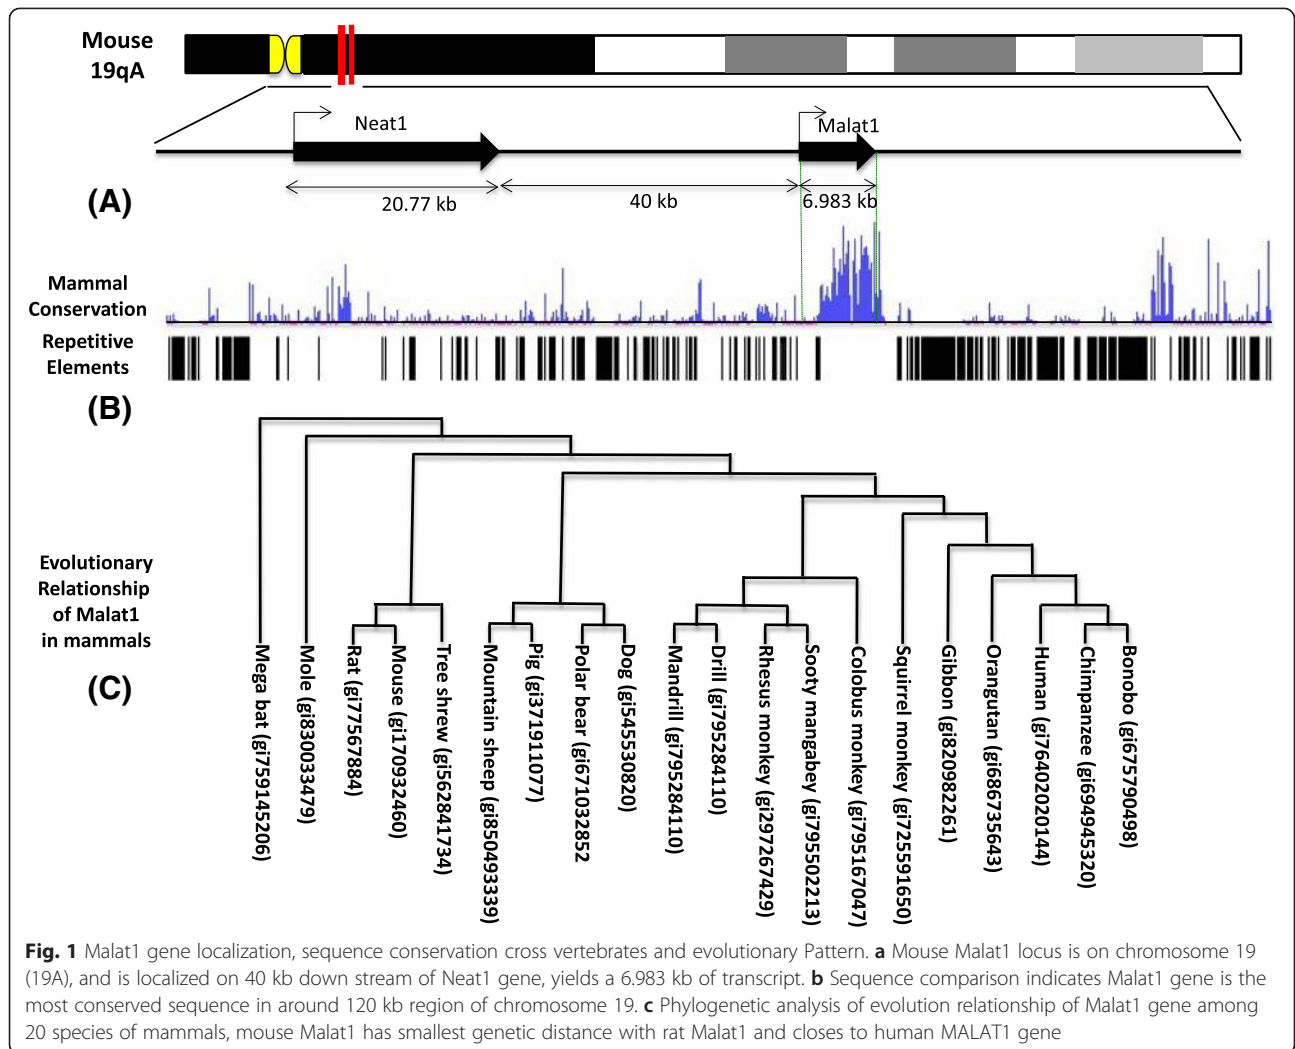 Mouse
19qA
Neat1
Malat1
(A)
20.77 kb
40 kb
6.983 kb
Mammal
Conservation
Repetitive
Elements
(B)
Evolutionary
Relationship
of Malat1
in mammals
(C)
Mega bat (gi759145206)
Mole (gi830033479)
Rat (gi77567884)
Mouse (gi170932460)
Tree shrew (gi562841734)
Mountain sheep (gi850493339)
Pig (gi371911077)
Polar bear (gi671032852
Dog (gi545530820)
Mandrill (gi795284110)
Drill (gi795284110)
Rhesus monkey (gi297267429)
Sooty mangabey (gi795502213)
Colobus monkey (gi795167047)
Squirrel monkey (gi725591650)
Gibbon (gi820982261)
Orangutan (gi686735643)
Human (gi76402020144)
Chimpanzee (gi694945320)
Bonobo (gi675790498)
Fig. 1 Malat1 gene localization, sequence conservation cross vertebrates and evolutionary Pattern. a Mouse Malat1 locus is on chromosome 19
(19A), and is localized on 40 kb down stream of Neat1 gene, yields a 6.983 kb of transcript. b Sequence comparison indicates Malat1 gene is the
most conserved sequence in around 120 kb region of chromosome 19. c Phylogenetic analysis of evolution relationship of Malat1 gene among
20 species of mammals, mouse Malat1 has smallest genetic distance with rat Malat1 and closes to human MALAT1 gene